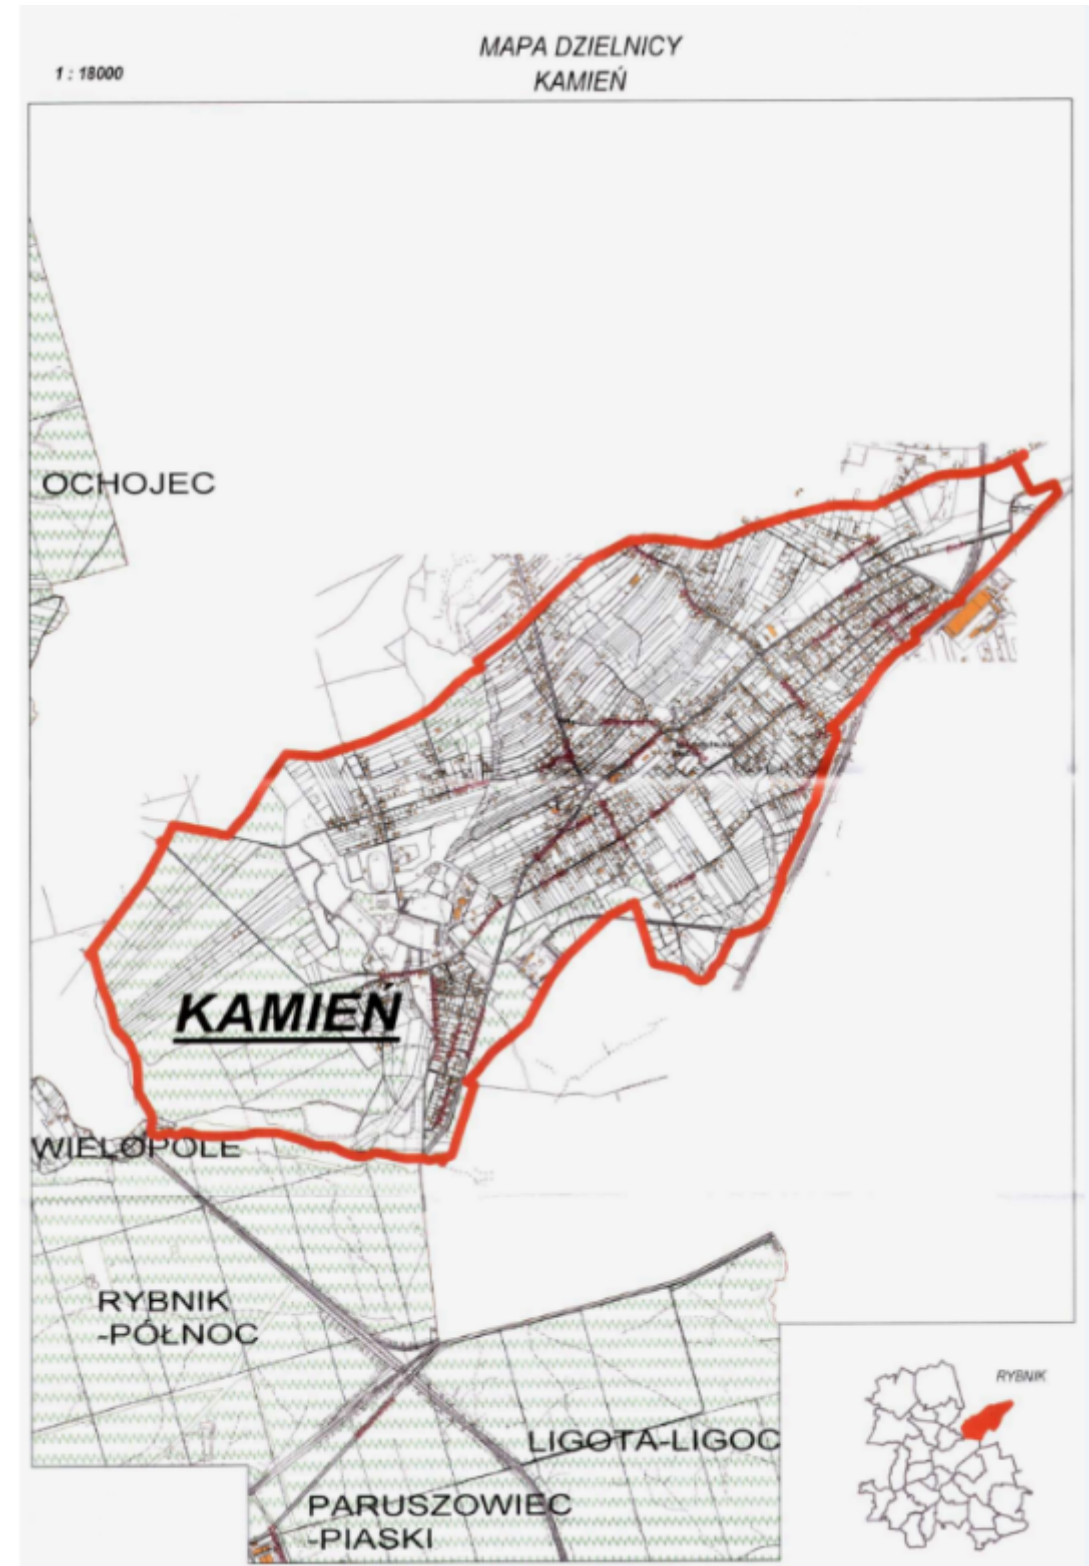 MAPA DZIELNICY
KAMIEŃ
1 : 18000
OCHOJEC
KAMIEŃ
WIELOPOLE
RYBNIK
-PÓŁNOC
RYBNIK
LIGOTA-LIGOC
PARUSZOWIEC
-PIASKI